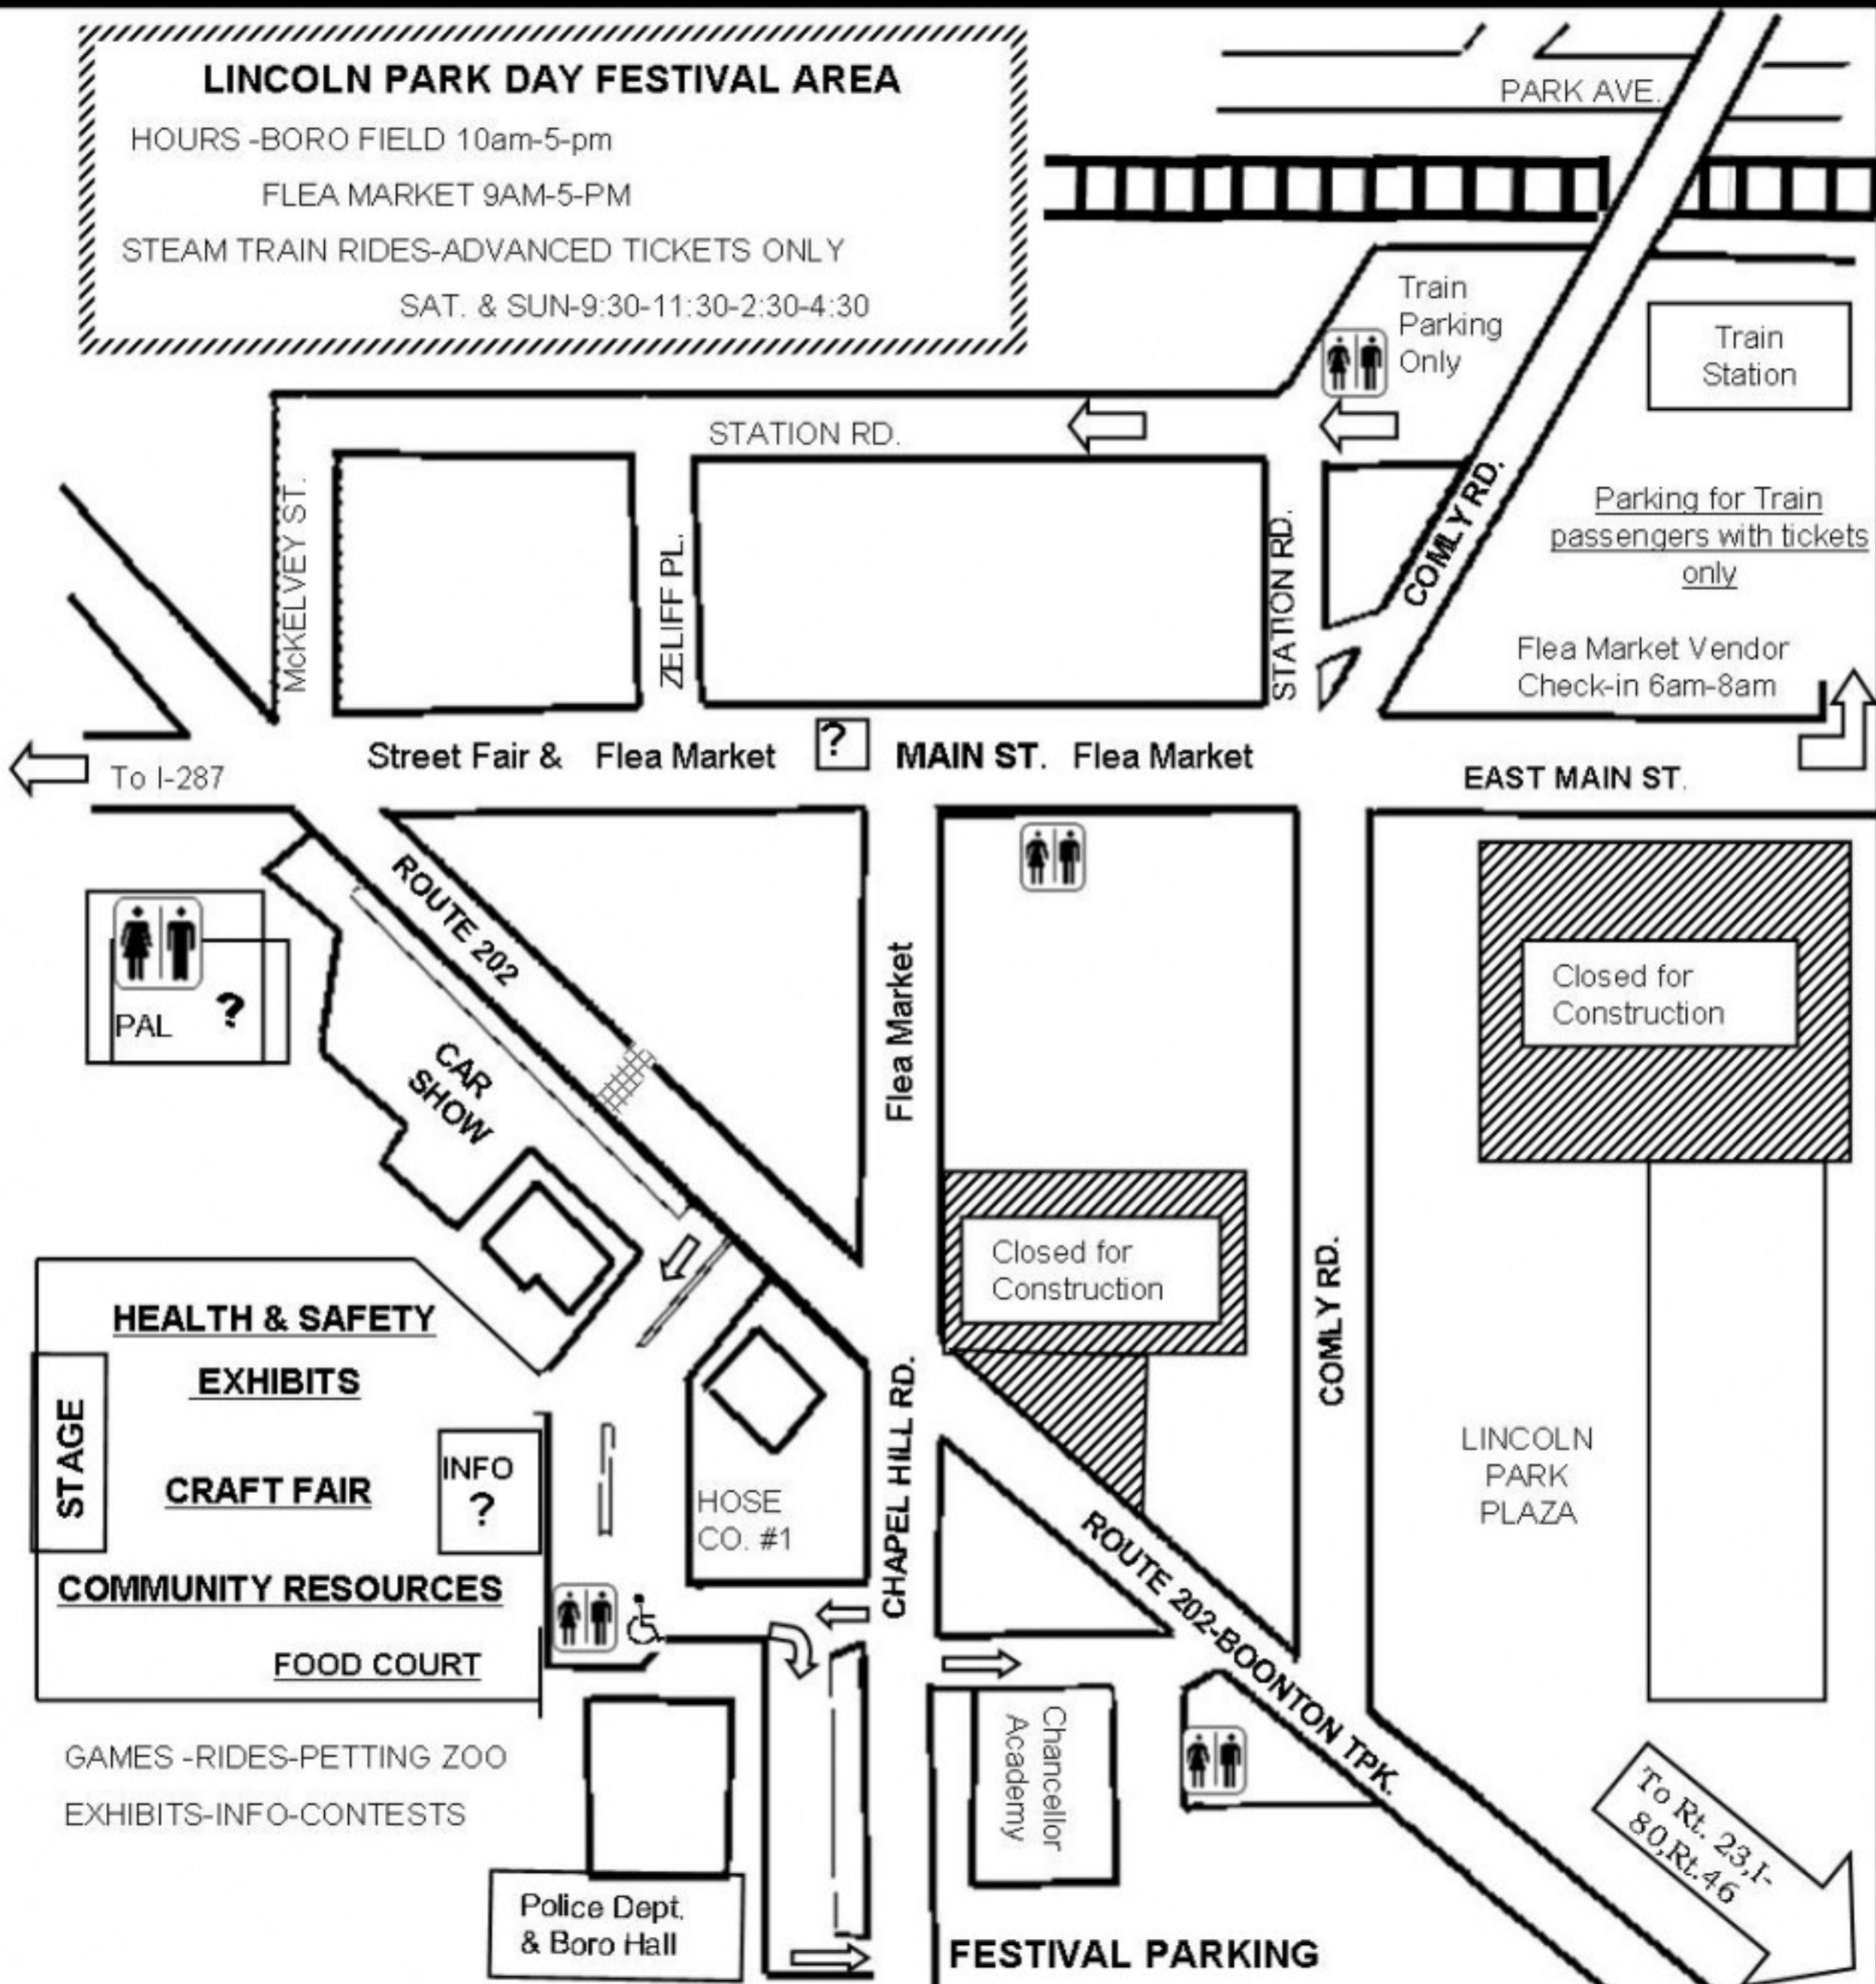 LINCOLN PARK DAY FESTIVAL AREA
HOURS -BORO FIELD 10am-5-pm
FLEA MARKET 9AM-5-PM
STEAM TRAIN RIDES-ADVANCED TICKETS ONLY
SAT. & SUN-9:30-11:30-2:30-4:30
PARK AVE.
Train
Parking
Only
Train
Station
STATION RD.
McKELVEY ST.
ZELIFF PL.
STATION RD.
COMLY RD.
Parking for Train
passengers with tickets
only
Flea Market Vendor
Check-in 6am-8am
To I-287
Street Fair & Flea Market
?
MAIN ST. Flea Market
EAST MAIN ST.
ROUTE 202
PAL ?
CAR
SHOW
Flea Market
Closed for
Construction
Closed for
Construction
COMLY RD.
LINCOLN
PARK
PLAZA
HEALTH & SAFETY
EXHIBITS
STAGE
CRAFT FAIR
INFO
?
COMMUNITY RESOURCES
FOOD COURT
HOSE
CO. #1
CHAPEL HILL RD.
ROUTE 202-BOONTON TPK.
GAMES -RIDES-PETTING ZOO
EXHIBITS-INFO-CONTESTS
Chancellor
Academy
Police Dept.
& Boro Hall
FESTIVAL PARKING
To Rt. 23,I-
80,Rt.46